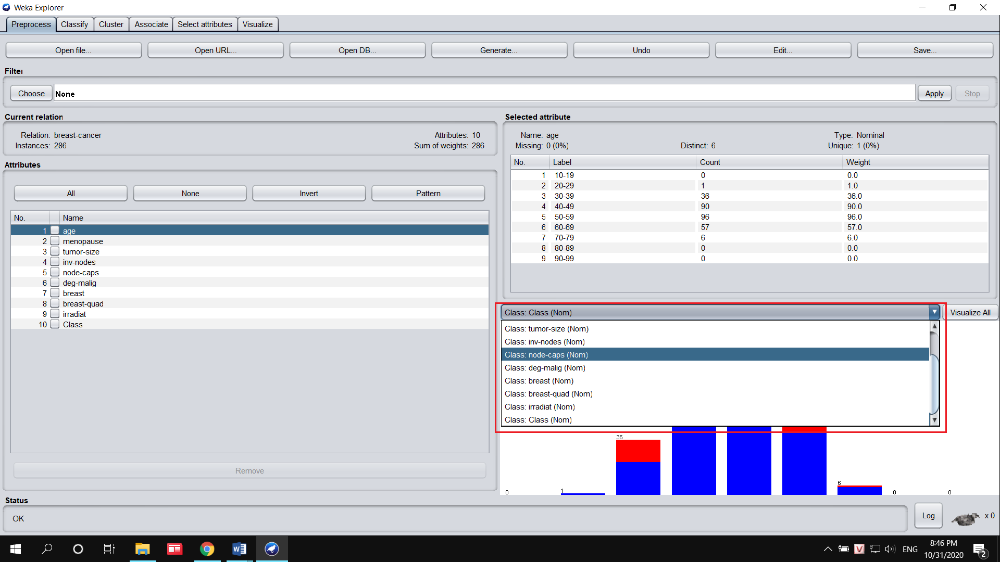 Weka Explorer
Preprocess Classify Cluster Associate Select attributes Visualize
Open file... Open URL... Open DB... Generate... Undo Edit... Save...
Filter
Choose None Apply Stop
Current relation
Relation: breast-cancer Attributes: 10
Instances: 286 Sum of weights: 286
Attributes
All None Invert Pattern
No. Name
1 age
2 menopause
3 tumor-size
4 inv-nodes
5 node-caps
6 deg-malig
7 breast
8 breast-quad
9 irradiat
10 Class
Remove
Selected attribute
Name: age Type: Nominal
Missing: 0 (0%) Distinct: 6 Unique: 1 (0%)
No. Label Count Weight
1 10-19 0 0.0
2 20-29 1 1.0
3 30-39 36 36.0
4 40-49 90 90.0
5 50-59 96 96.0
6 60-69 57 57.0
7 70-79 6 6.0
8 80-89 0 0.0
9 90-99 0 0.0
Class: Class (Nom) Visualize All
Class: tumor-size (Nom)
Class: inv-nodes (Nom)
Class: node-caps (Nom)
Class: deg-malig (Nom)
Class: breast (Nom)
Class: breast-quad (Nom)
Class: irradiat (Nom)
Class: Class (Nom)
36
6
0 1 0 0
Status
OK
Log x 0
ENG
8:46 PM
10/31/2020
2